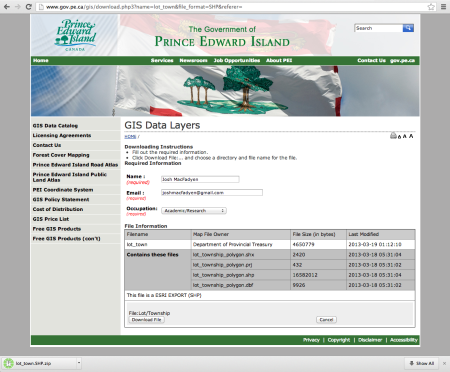 www.gov.pe.ca/gis/download.php3?name=lot_town&file_format=SHP&referer=
Prince
Edward
Island
CANADA
The Government of
PRINCE EDWARD ISLAND
Search
Home
Services Newsroom Job Opportunities About PEI
Contact Us gov.pe.ca
GIS Data Catalog
Licensing Agreements
Contact Us
Forest Cover Mapping
Prince Edward Island Road Atlas
Prince Edward Island Public
Land Atlas
PEI Coordinate System
GIS Policy Statement
Cost of Distribution
GIS Price List
Free GIS Products
Free GIS Products (con't)
GIS Data Layers
HOME /
A A A
Downloading Instructions
• Fill out the required information.
• Click Download File... and choose a directory and file name for the file.
Required Information
Name :
(required)
Josh MacFadyen
Email :
(required)
joshmacfadyen@gmail.com
Occupation:
(required)
Academic/Research
File Information
Filename Map File Owner File Size (in bytes) Last Modified
lot_town Department of Provincial Treasury 4650779 2013-03-19 01:12:10
Contains these files lot_township_polygon.shx 2420 2013-03-18 05:31:04
lot_township_polygon.prj 432 2013-03-18 05:31:02
lot_township_polygon.shp 16582012 2013-03-18 05:31:04
lot_township_polygon.dbf 9926 2013-03-18 05:31:02
This file is a ESRI EXPORT (SHP)
File:Lot/Township
Download File Cancel
Privacy | Copyright | Disclaimer | Accessibility
lot_town.SHP.zip
Show All